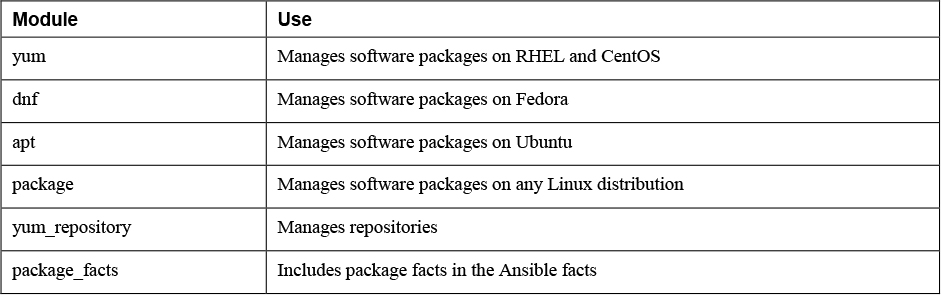 Module Use
yum Manages software packages on RHEL and CentOS
dnf Manages software packages on Fedora
apt Manages software packages on Ubuntu
package Manages software packages on any Linux distribution
yum_repository Manages repositories
package_facts Includes package facts in the Ansible facts